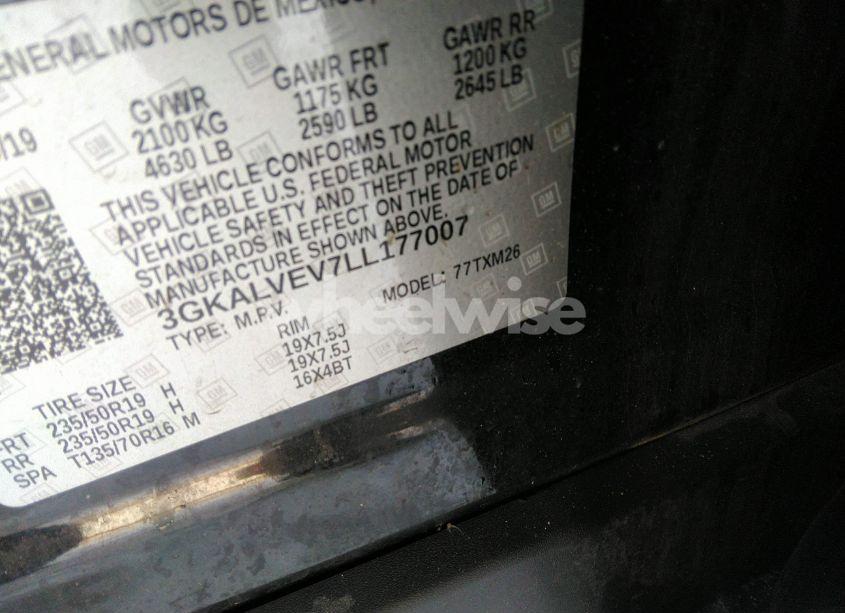 GENERAL MOTORS DE MEXICO,
GVWR GAWR FRT GAWR RR
2100 KG 1175 KG 1200 KG
4630 LB 2590 LB 2645 LB
/19
THIS VEHICLE CONFORMS TO ALL
APPLICABLE U.S. FEDERAL MOTOR
VEHICLE SAFETY AND THEFT PREVENTION
STANDARDS IN EFFECT ON THE DATE OF
MANUFACTURE SHOWN ABOVE.
3GKALVEV7LL177007
TYPE: M.P.V. MODEL: 77TXM26
TIRE SIZE RIM
FRT 235/50R19 H 19X7.5J
RR 235/50R19 H 19X7.5J
SPA T135/70R16 M 16X4BT
wheelwise
GM